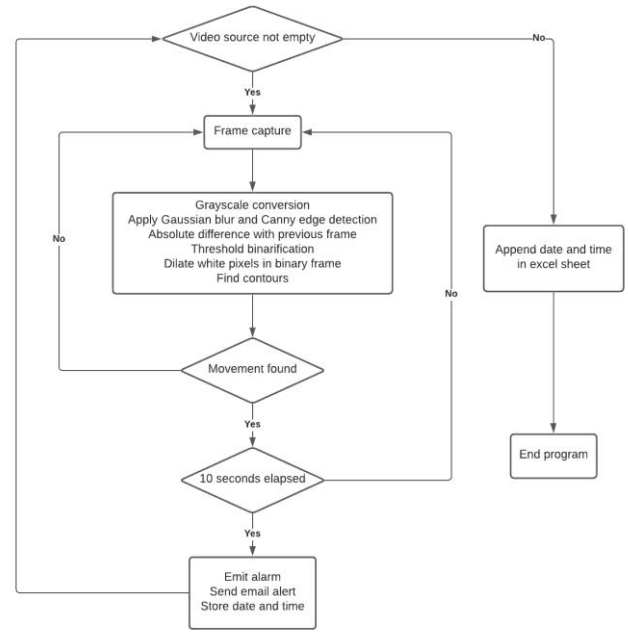 Video source not empty
No
Yes
Frame capture
Grayscale conversion
Apply Gaussian blur and Canny edge detection
Absolute difference with previous frame
Threshold binarification
Dilate white pixels in binary frame
Find contours
No
Append date and time
in excel sheet
No
Movement found
Yes
10 seconds elapsed
End program
Yes
Emit alarm
Send email alert
Store date and time